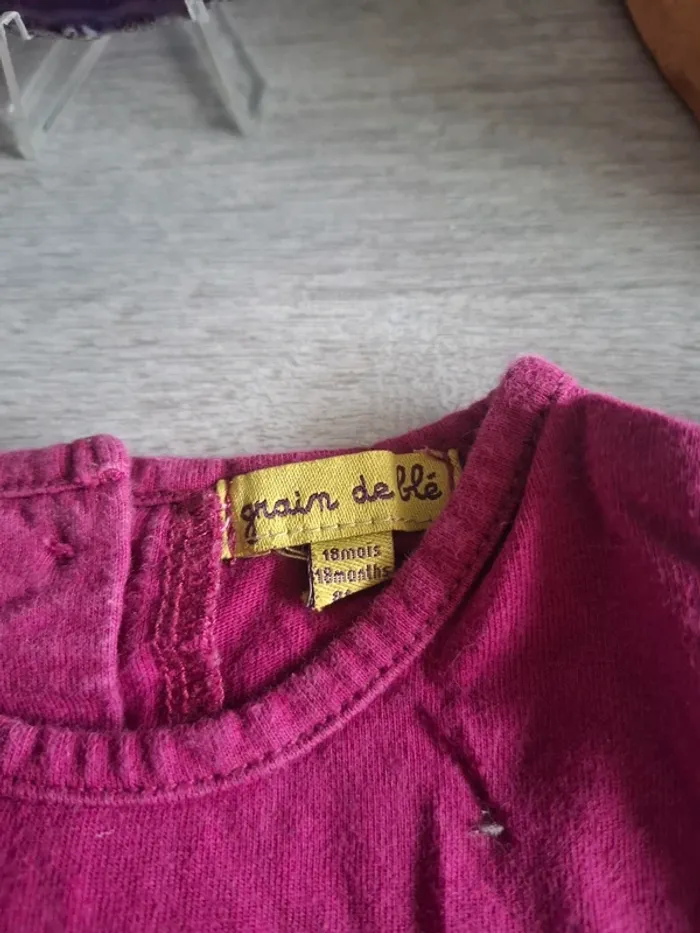 grain de blé
18mois
18months